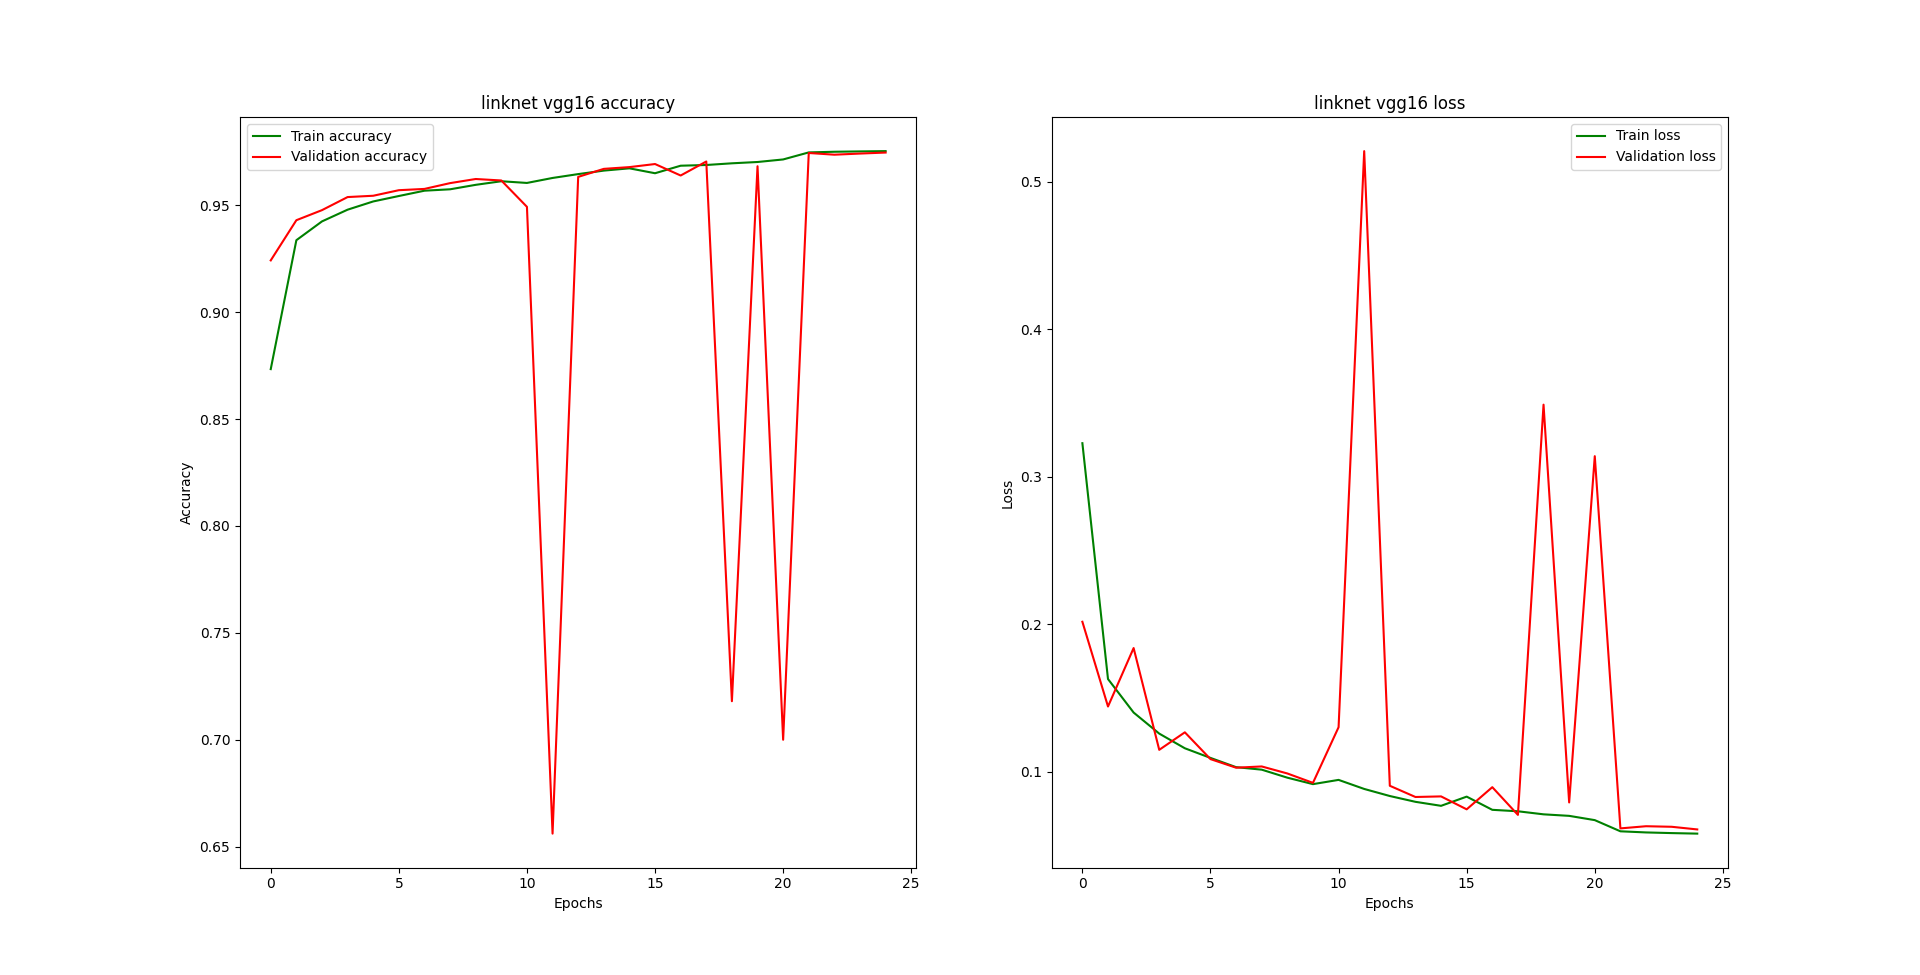 linknet vgg16 accuracy
Train accuracy
Validation accuracy
Accuracy
0.95
0.90
0.85
0.80
0.75
0.70
0.65
0 5 10 15 20 25
Epochs
linknet vgg16 loss
Train loss
Validation loss
Loss
0.5
0.4
0.3
0.2
0.1
0 5 10 15 20 25
Epochs